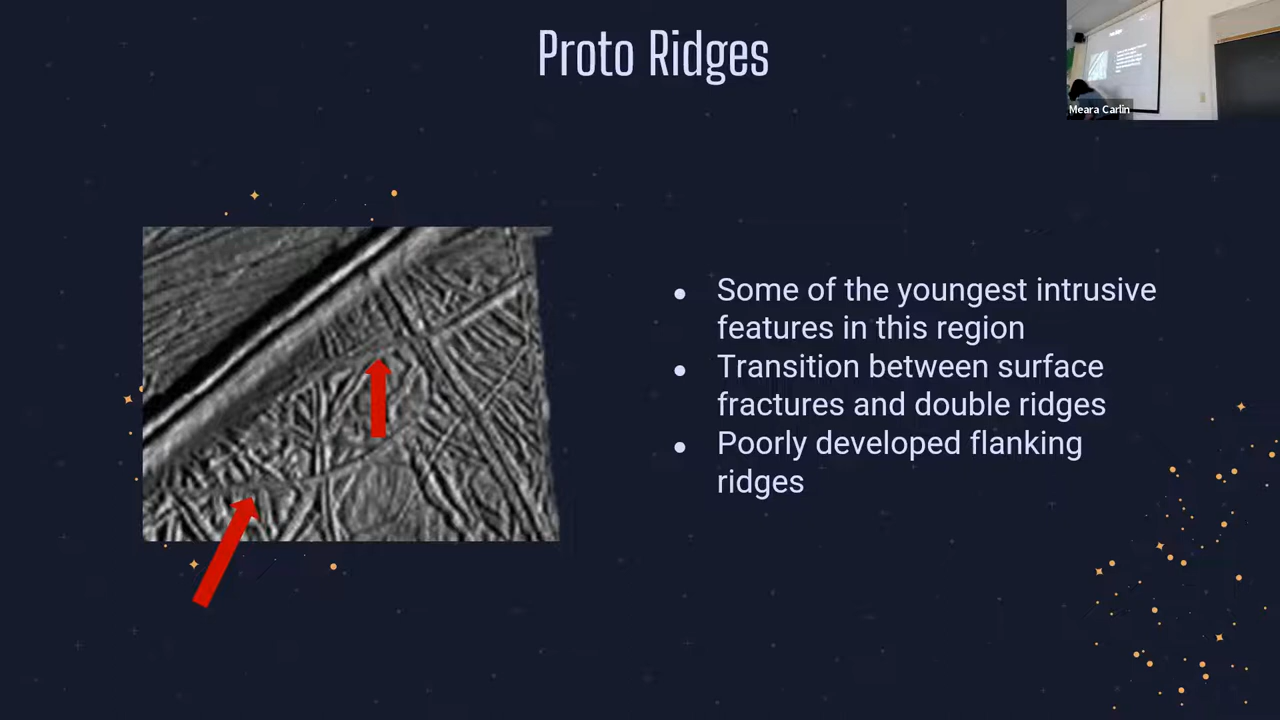 Proto Ridges
Meara Carlin
● Some of the youngest intrusive
features in this region
● Transition between surface
fractures and double ridges
● Poorly developed flanking
ridges